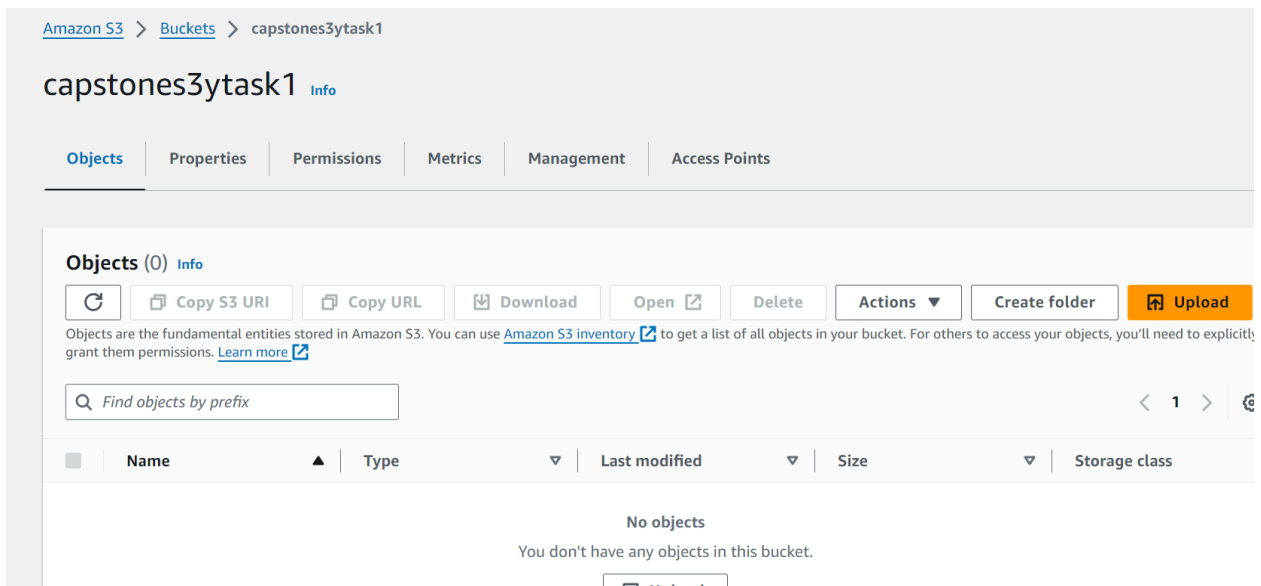 Amazon S3 > Buckets > capstones3ytask1
capstones3ytask1 Info
Objects Properties Permissions Metrics Management Access Points
Objects (0) Info
Copy S3 URI Copy URL Download Open Delete Actions Create folder Upload
Objects are the fundamental entities stored in Amazon S3. You can use Amazon S3 inventory to get a list of all objects in your bucket. For others to access your objects, you'll need to explicitly
grant them permissions. Learn more
Find objects by prefix
< 1 >
Name Type Last modified Size Storage class
No objects
You don't have any objects in this bucket.